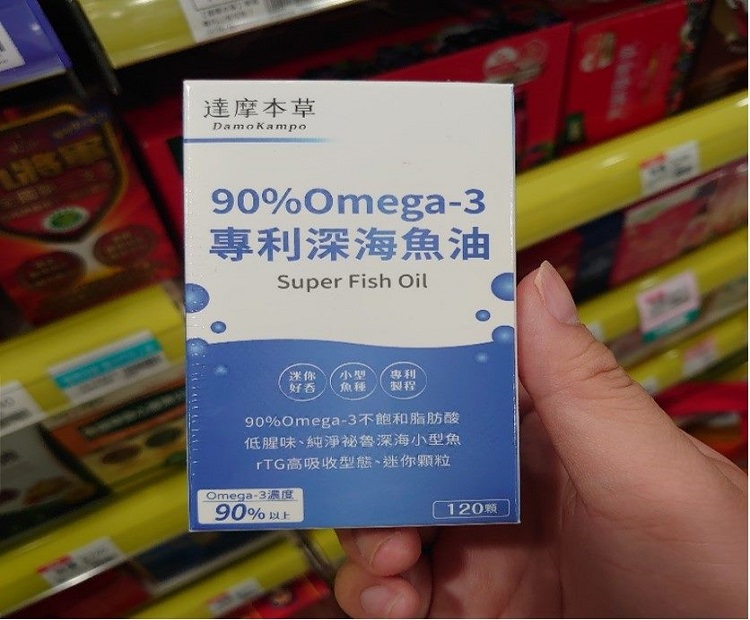 達摩本草
DamoKampo
90%Omega-3
專利深海魚油
Super Fish Oil
迷你
好吞
小型
魚種
專利
製程
90%Omega-3不飽和脂肪酸
低腥味、純淨祕魯深海小型魚
rTG高吸收型態、迷你顆粒
Omega-3濃度
90%以上
120顆